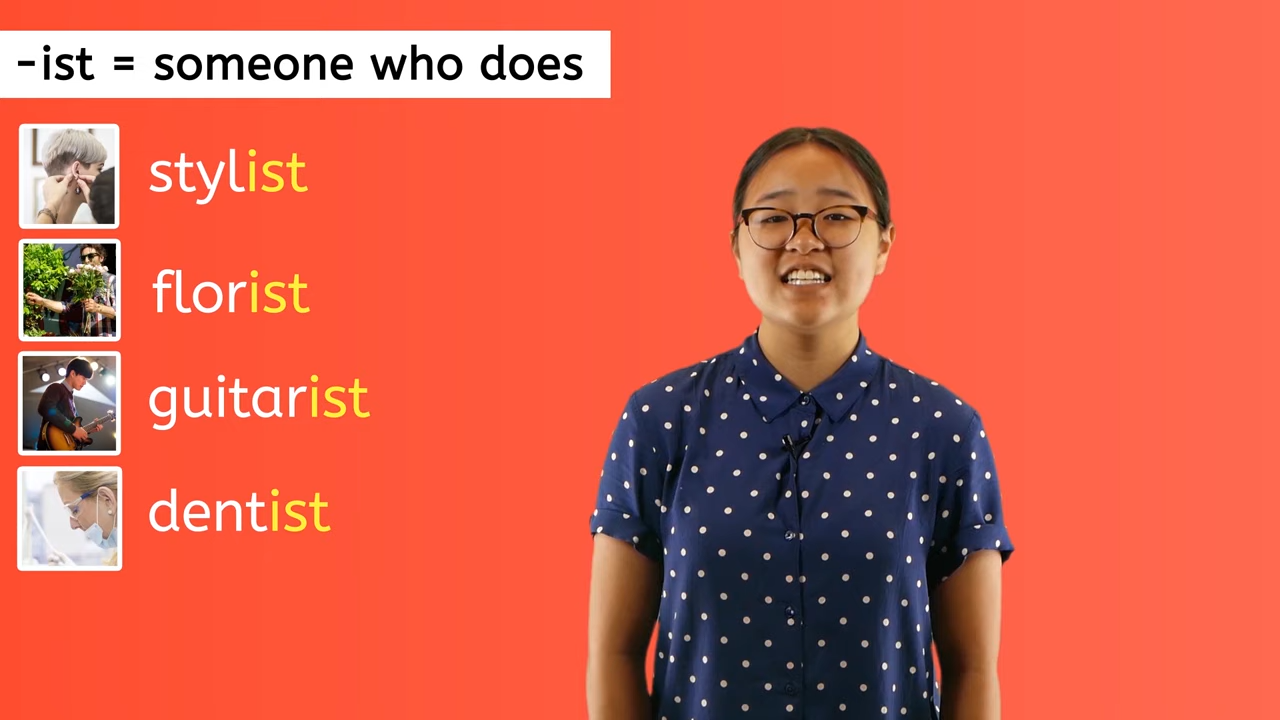 -ist = someone who does
stylist
florist
guitarist
dentist